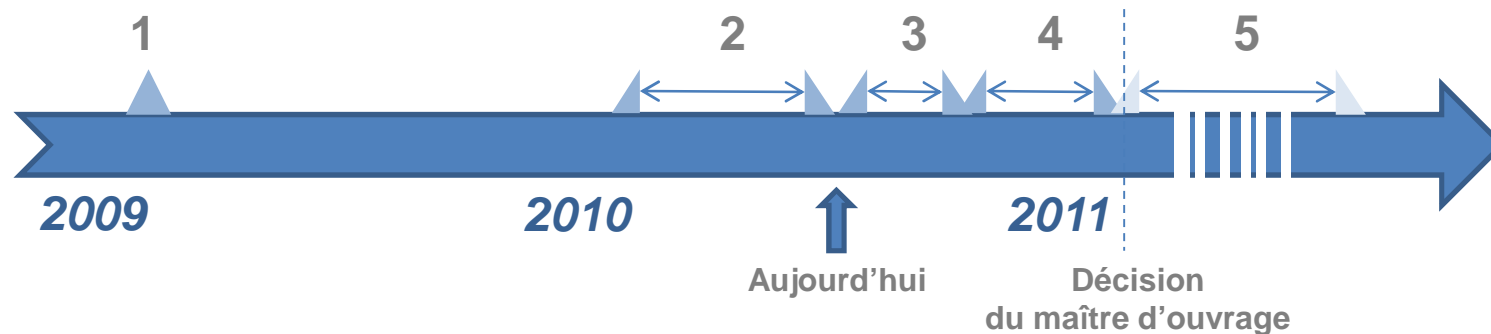 1 2 3 4 5
2009 2010 2011
Aujourd’hui
Décision
du maître d’ouvrage